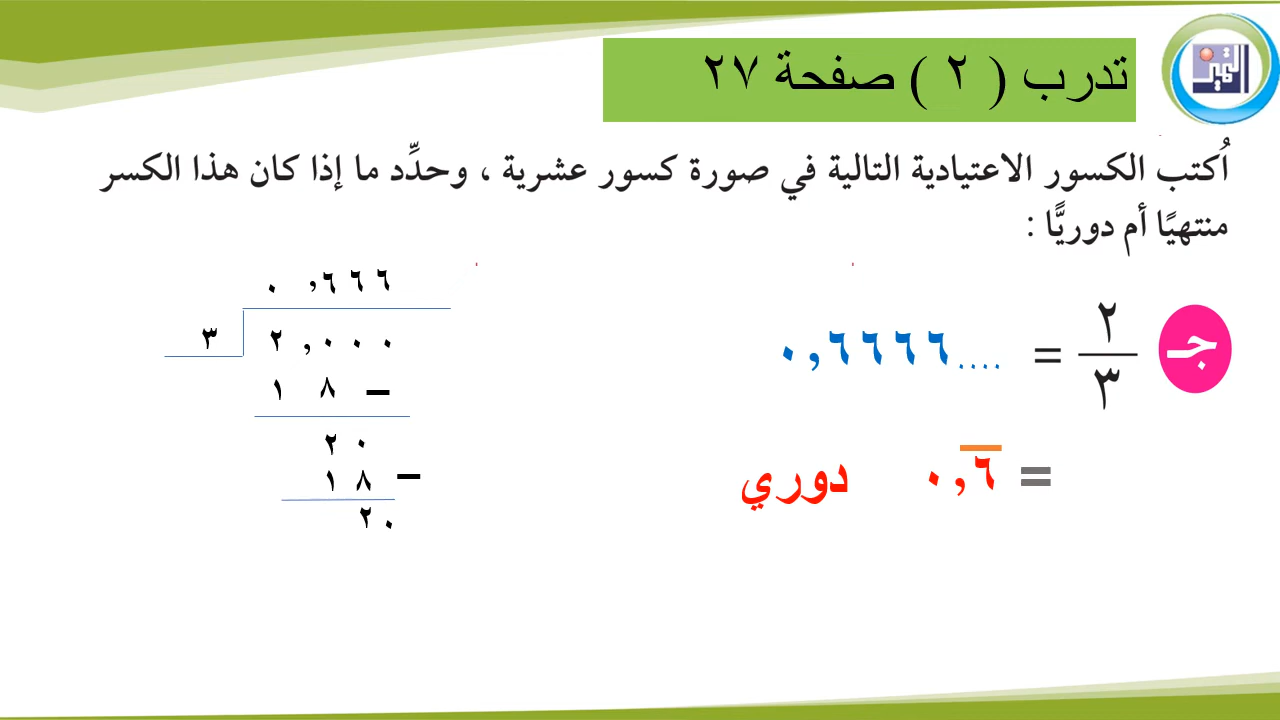 تدرب ( ٢ ) صفحة ٢٧
التميز
أُكتب الكسور الاعتيادية التالية في صورة كسور عشرية ، وحدِّد ما إذا كان هذا الكسر
منتهيًا أم دوريًّا :
جـ
٢
٣
= ٠,٦٦٦٦....
= ٠,٦̅ دوري
٠,٦٦٦
٣ ٢,٠٠٠
١٨ −
٢٠
١٨ −
٢٠